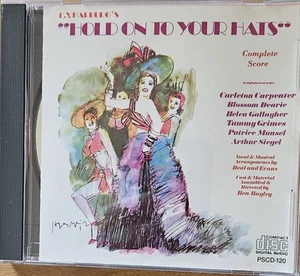 E.Y. HARBURG'S
"HOLD ON TO YOUR HATS"
Complete
Score
Carleton Carpenter
Blossom Dearie
Helen Gallagher
Tammy Grimes
Patrice Munsel
Arthur Siegel
Vocal & Musical
Arrangements by
Deal and Evans
Cast & Material
Assembled &
Directed by
Ben Bagley
COMPACT
disc
DIGITAL AUDIO
PSCD-120